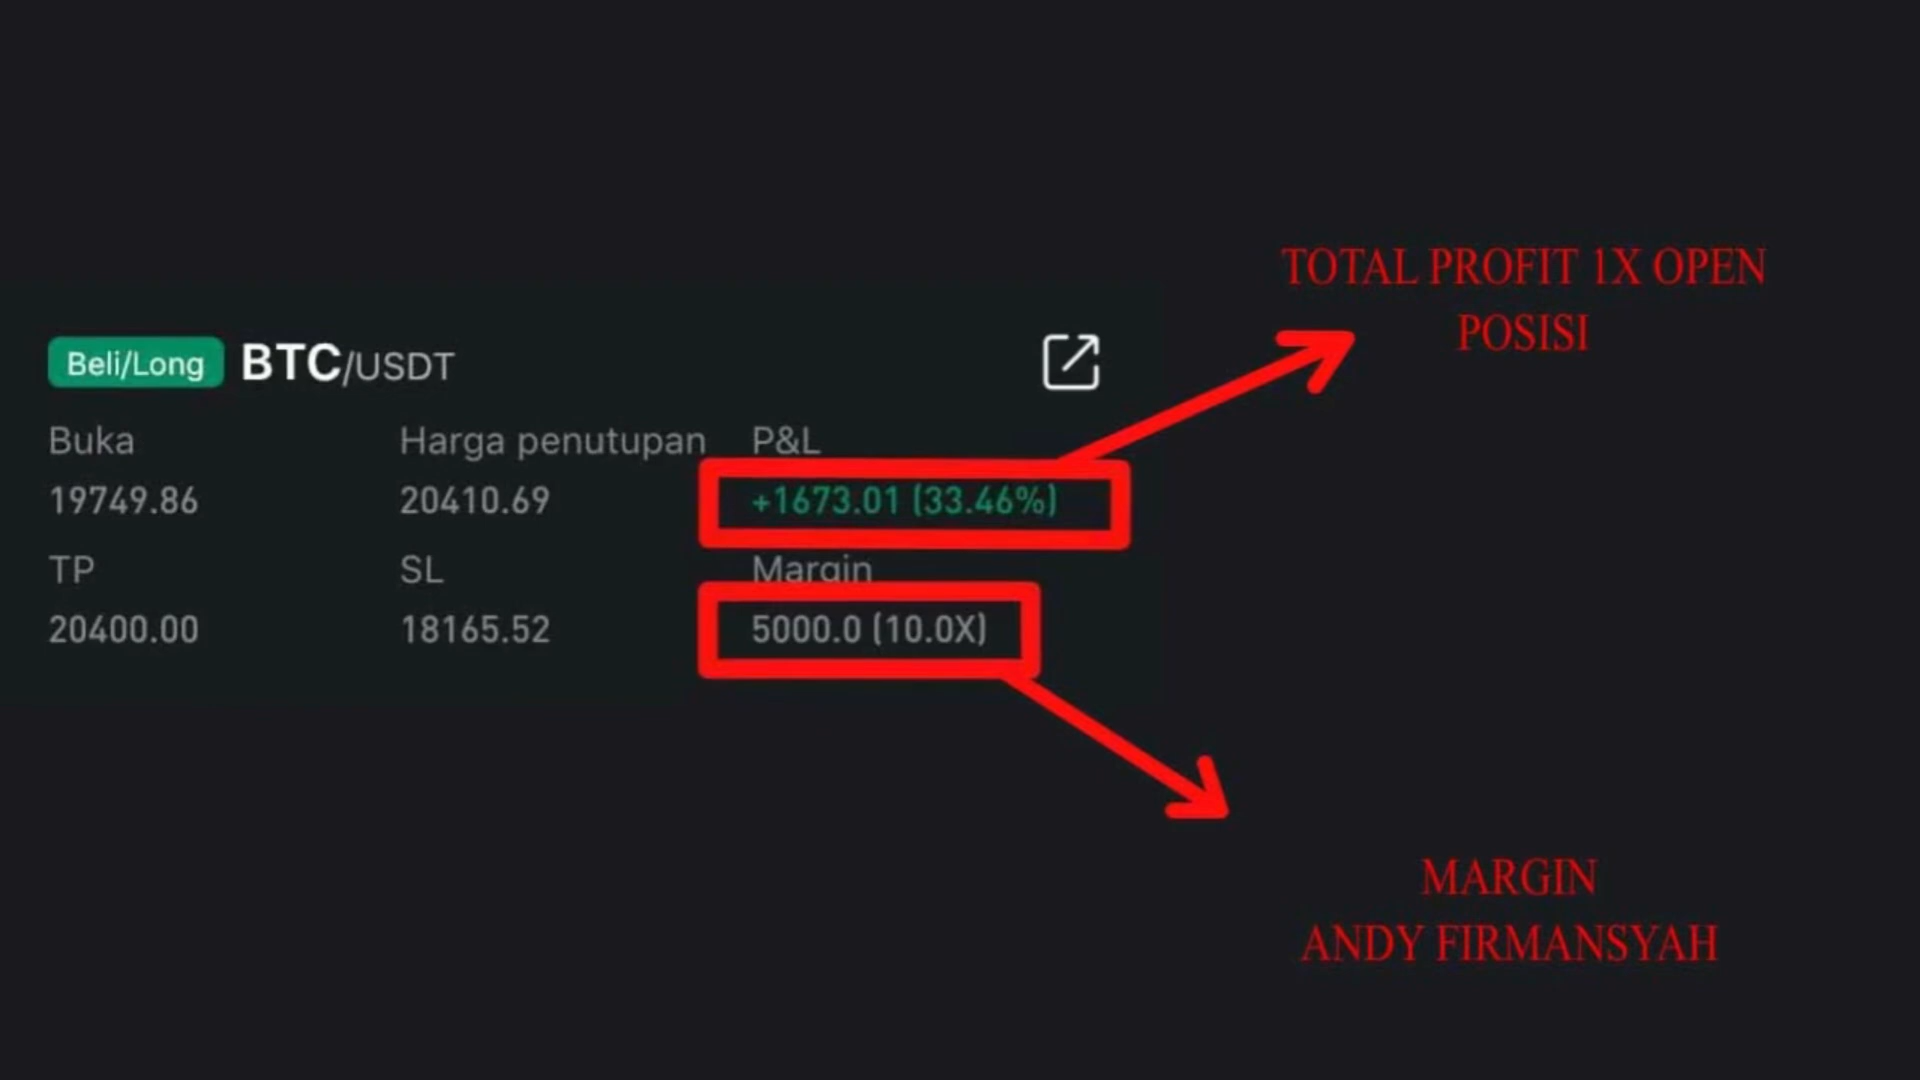 TOTAL PROFIT 1X OPEN
POSISI
Beli/Long BTC/USDT
Buka Harga penutupan P&L
19749.86 20410.69 +1673.01 (33.46%)
TP SL Margin
20400.00 18165.52 5000.0 (10.0X)
MARGIN
ANDY FIRMANSYAH